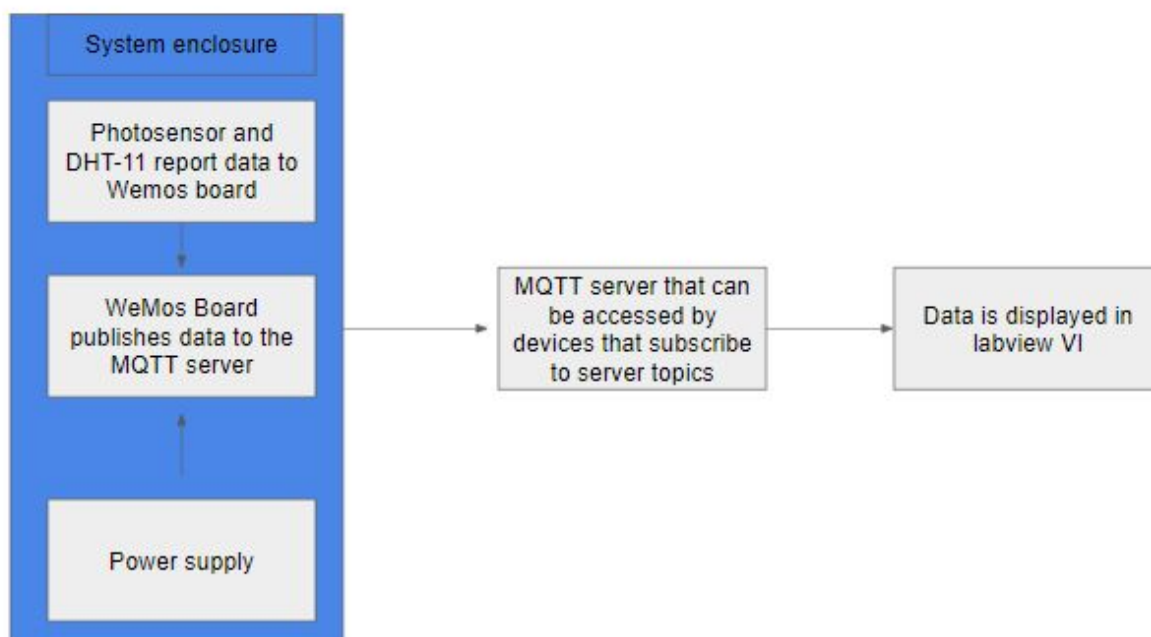 System enclosure
Photosensor and
DHT-11 report data to
Wemos board
WeMos Board
publishes data to the
MQTT server
Power supply
MQTT server that can
be accessed by
devices that subscribe
to server topics
Data is displayed in
labview VI